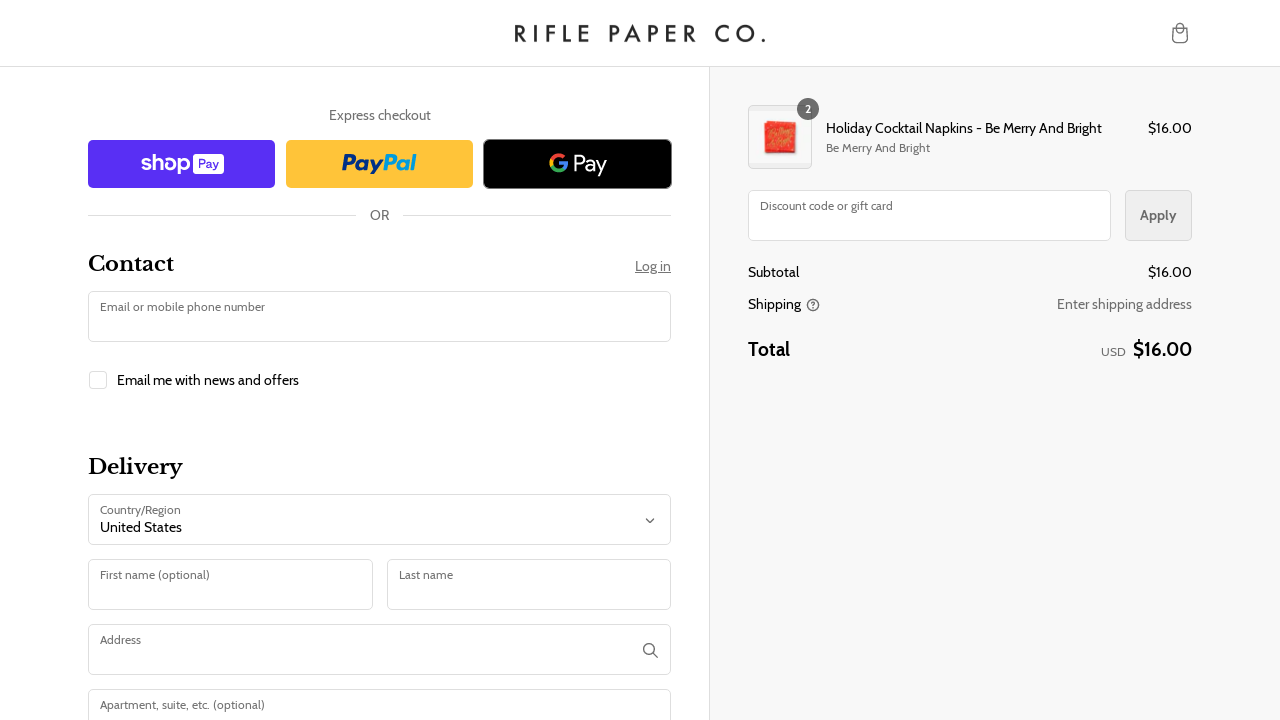 RIFLE PAPER CO.
Express checkout
shop Pay
PayPal
G Pay
OR
Contact
Log in
Email or mobile phone number
Email me with news and offers
Delivery
Country/Region
United States
First name (optional)
Last name
Address
Apartment, suite, etc. (optional)
2
Holiday Cocktail Napkins - Be Merry And Bright
$16.00
Be Merry And Bright
Discount code or gift card
Apply
Subtotal
$16.00
Shipping
Enter shipping address
Total
USD $16.00